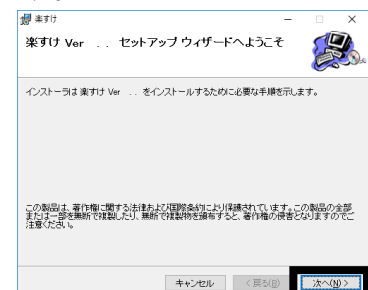 楽すけ
楽すけ Ver　. .　セットアップ ウィザードへようこそ
インストーラは 楽すけ Ver　. . をインストールするために必要な手順を示します。
この製品は、著作権に関する法律および国際条約により保護されています。この製品の全部
または一部を無断で複製したり、無断で複製物を頒布すると、著作権の侵害となりますのでご
注意ください。
キャンセル
< 戻る(B)
次へ(N) >